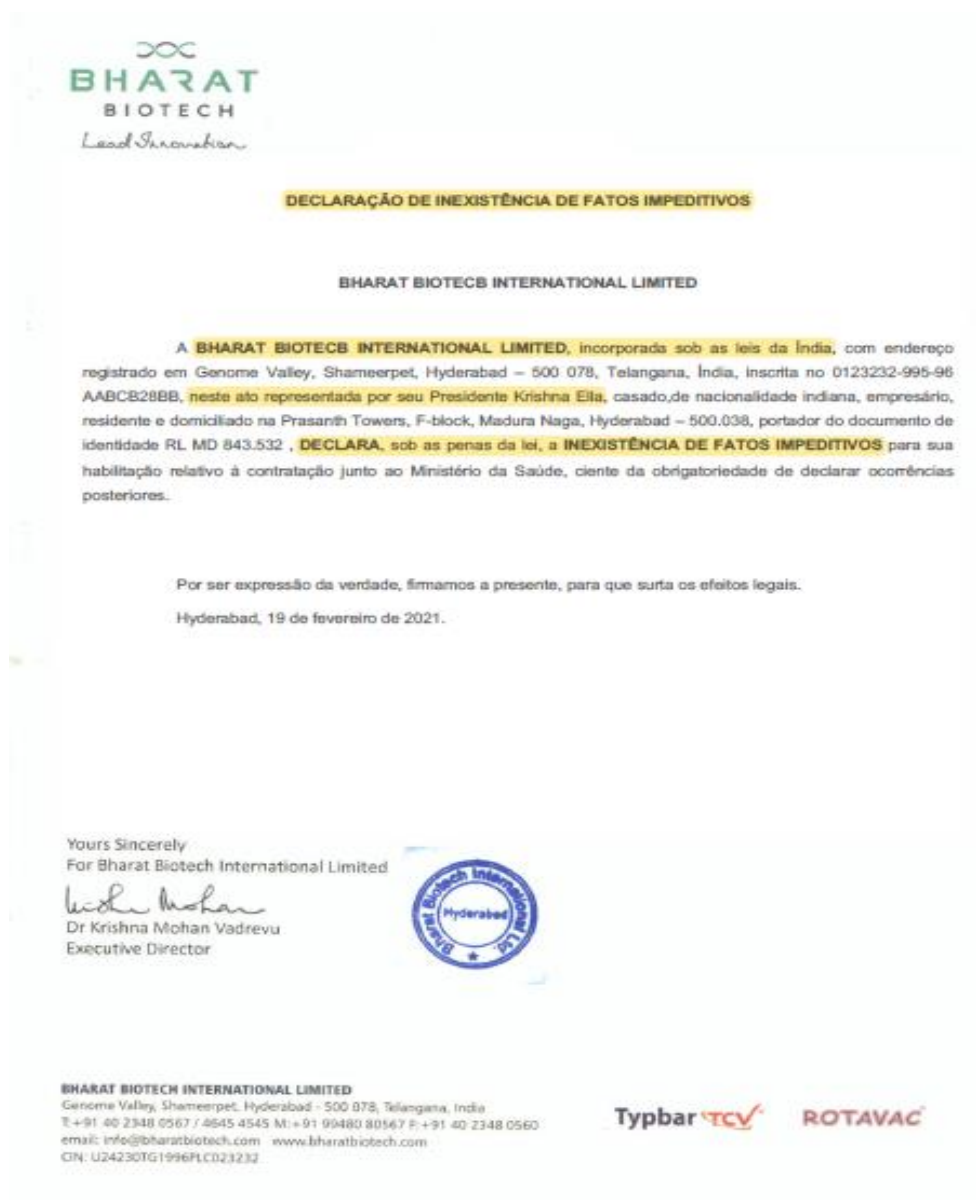 BHARAT
BIOTECH
Lead Innovation
DECLARAÇÃO DE INEXISTÊNCIA DE FATOS IMPEDITIVOS
BHARAT BIOTECB INTERNATIONAL LIMITED
A BHARAT BIOTECB INTERNATIONAL LIMITED, incorporada sob as leis da Índia, com endereço
registrado em Genome Valley, Shameerpet, Hyderabad – 500 078, Telangana, Índia, inscrita no 0123232-995-96
AABCB28BB, neste ato representada por seu Presidente Krishna Ella, casado,de nacionalidade indiana, empresário,
residente e domiciliado na Prasanth Towers, F-block, Madura Naga, Hyderabad – 500.038, portador do documento de
identidade RL MD 843.532 , DECLARA, sob as penas da lei, a INEXISTÊNCIA DE FATOS IMPEDITIVOS para sua
habilitação relativo à contratação junto ao Ministério da Saúde, ciente da obrigatoriedade de declarar ocorrências
posteriores.
Por ser expressão da verdade, firmamos a presente, para que surta os efeitos legais.
Hyderabad, 19 de fevereiro de 2021.
Yours Sincerely
For Bharat Biotech International Limited
Krishna Mohan
Dr Krishna Mohan Vadrevu
Executive Director
Bharat Biotech International Ltd.
Hyderabad
BHARAT BIOTECH INTERNATIONAL LIMITED
Genome Valley, Shameerpet, Hyderabad - 500 078, Telangana, India
T:+91 40 2348 0567 / 4645 4545 M:+91 99480 80567 F:+91 40 2348 0560
email: info@bharatbiotech.com www.bharatbiotech.com
CIN: U24230TG1996PLC023232
Typbar TCV
ROTAVAC